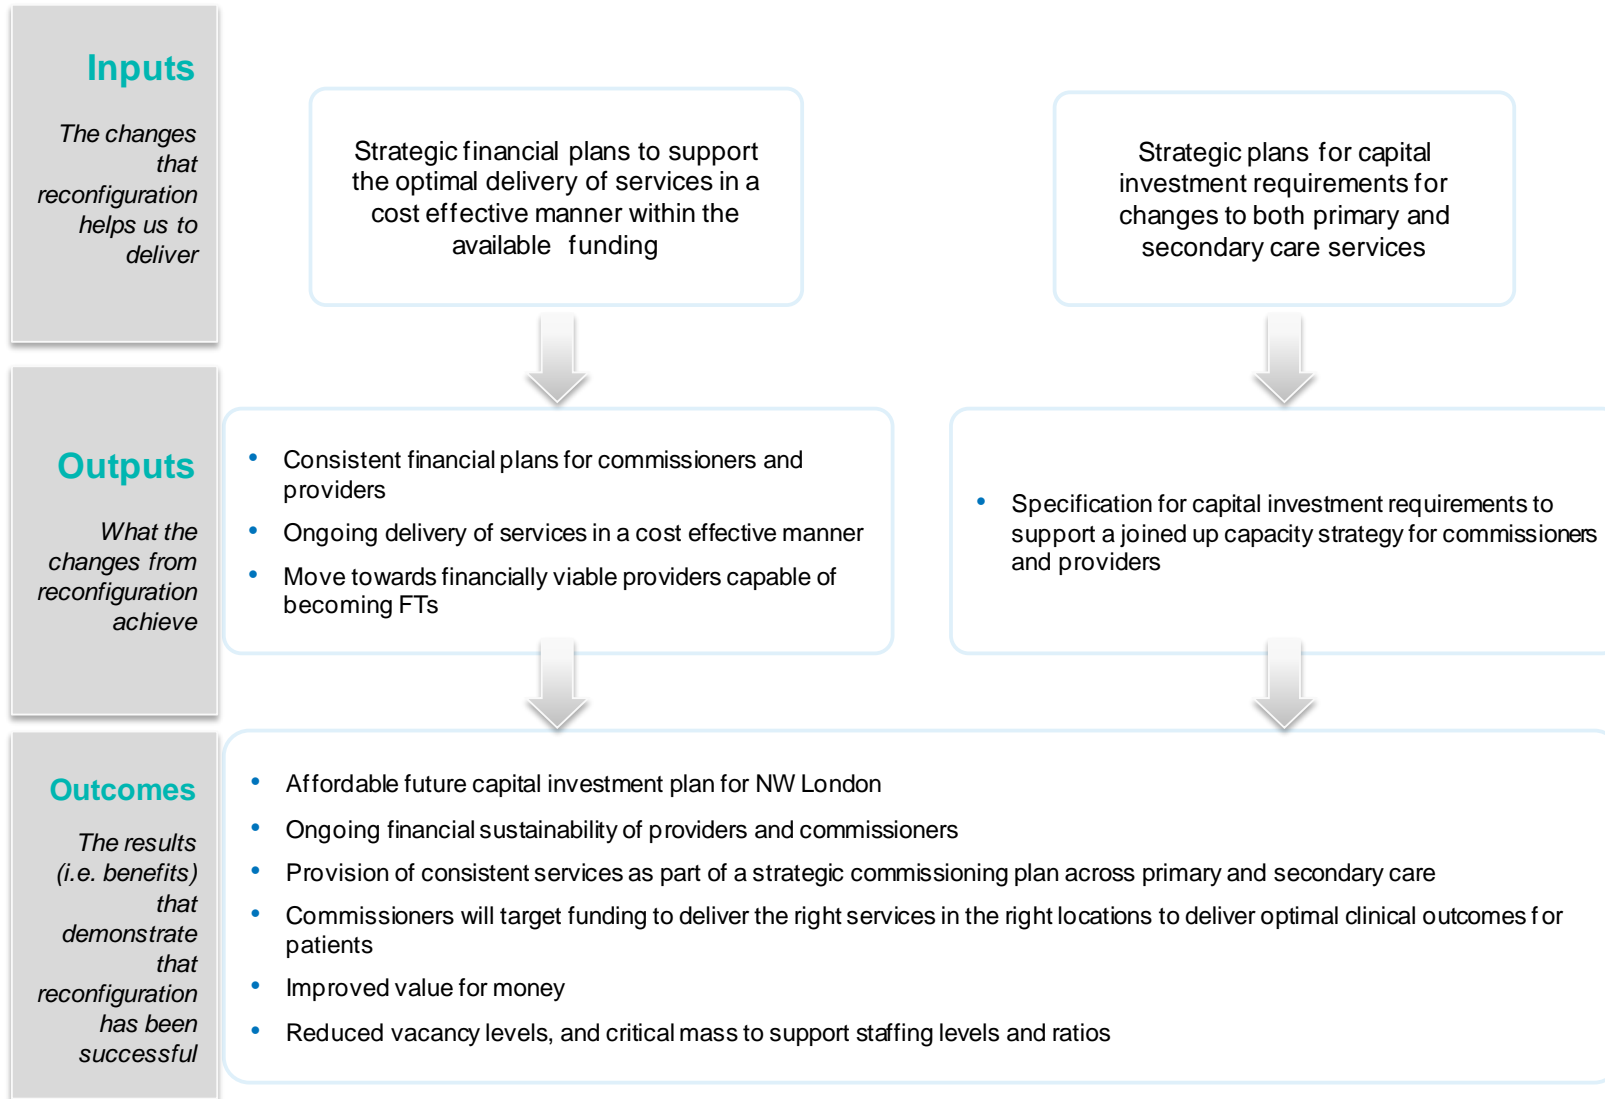 Inputs
The changes
that
reconfiguration
helps us to
deliver
Strategic financial plans to support
the optimal delivery of services in a
cost effective manner within the
available funding
Strategic plans for capital
investment requirements for
changes to both primary and
secondary care services
Outputs
What the
changes from
reconfiguration
achieve
• Consistent financial plans for commissioners and
providers
• Ongoing delivery of services in a cost effective manner
• Move towards financially viable providers capable of
becoming FTs
• Specification for capital investment requirements to
support a joined up capacity strategy for commissioners
and providers
Outcomes
The results
(i.e. benefits)
that
demonstrate
that
reconfiguration
has been
successful
• Affordable future capital investment plan for NW London
• Ongoing financial sustainability of providers and commissioners
• Provision of consistent services as part of a strategic commissioning plan across primary and secondary care
• Commissioners will target funding to deliver the right services in the right locations to deliver optimal clinical outcomes for
patients
• Improved value for money
• Reduced vacancy levels, and critical mass to support staffing levels and ratios